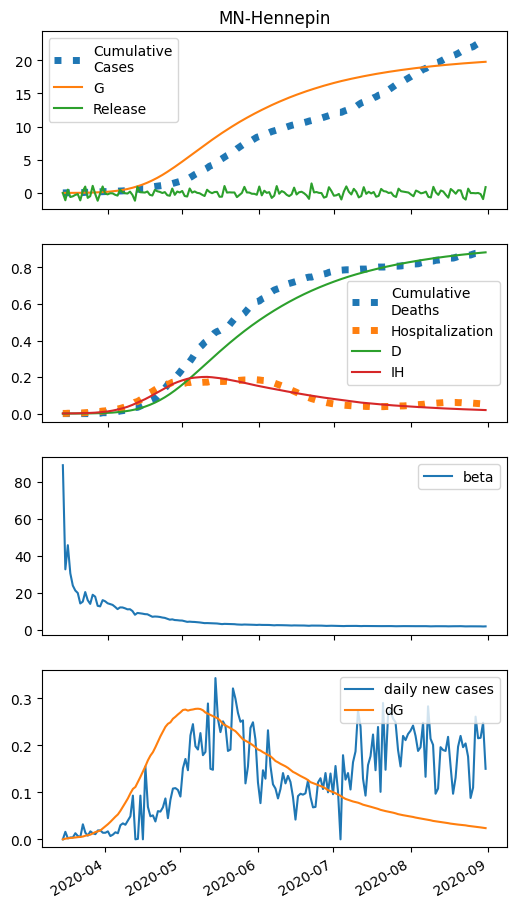 MN-Hennepin
20
15
10
5
0
Cumulative
Cases
G
Release
0.8
0.6
0.4
0.2
0.0
Cumulative
Deaths
Hospitalization
D
IH
80
60
40
20
0
beta
0.3
0.2
0.1
0.0
daily new cases
dG
2020-04
2020-05
2020-06
2020-07
2020-08
2020-09